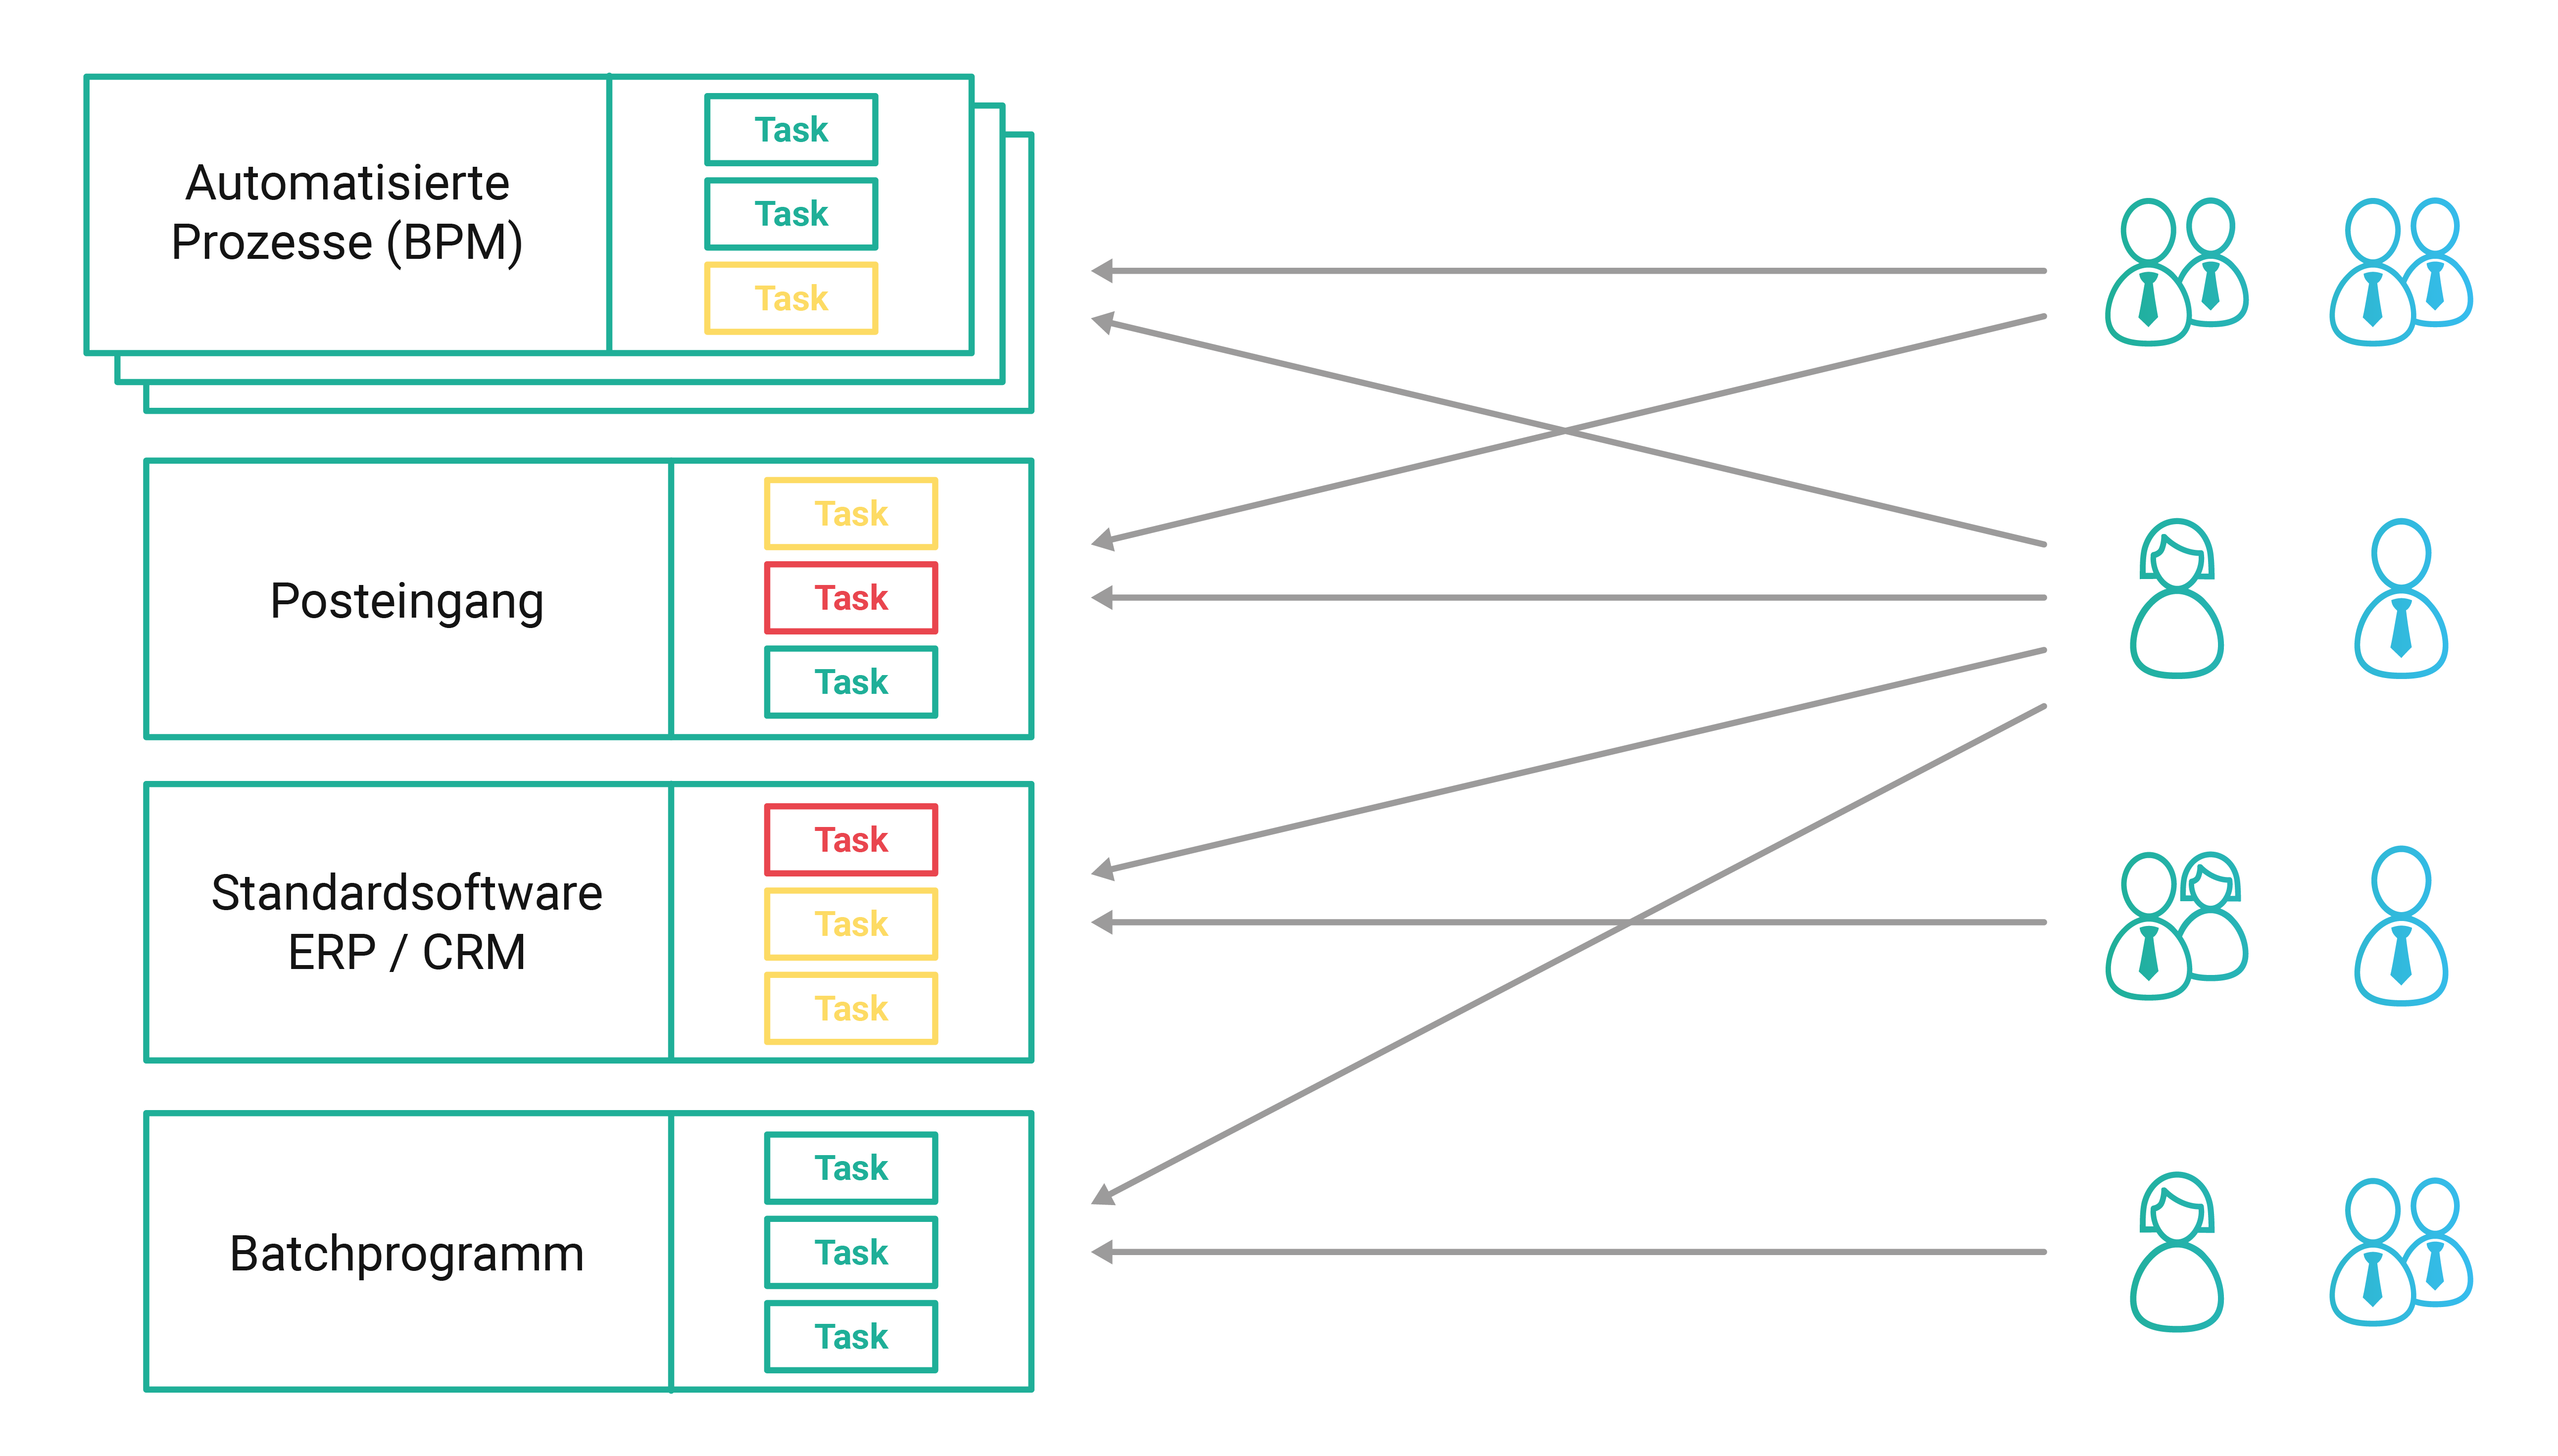 Automatisierte
Prozesse (BPM)
Task
Task
Task
Posteingang
Task
Task
Task
Standardsoftware
ERP / CRM
Task
Task
Task
Batchprogramm
Task
Task
Task